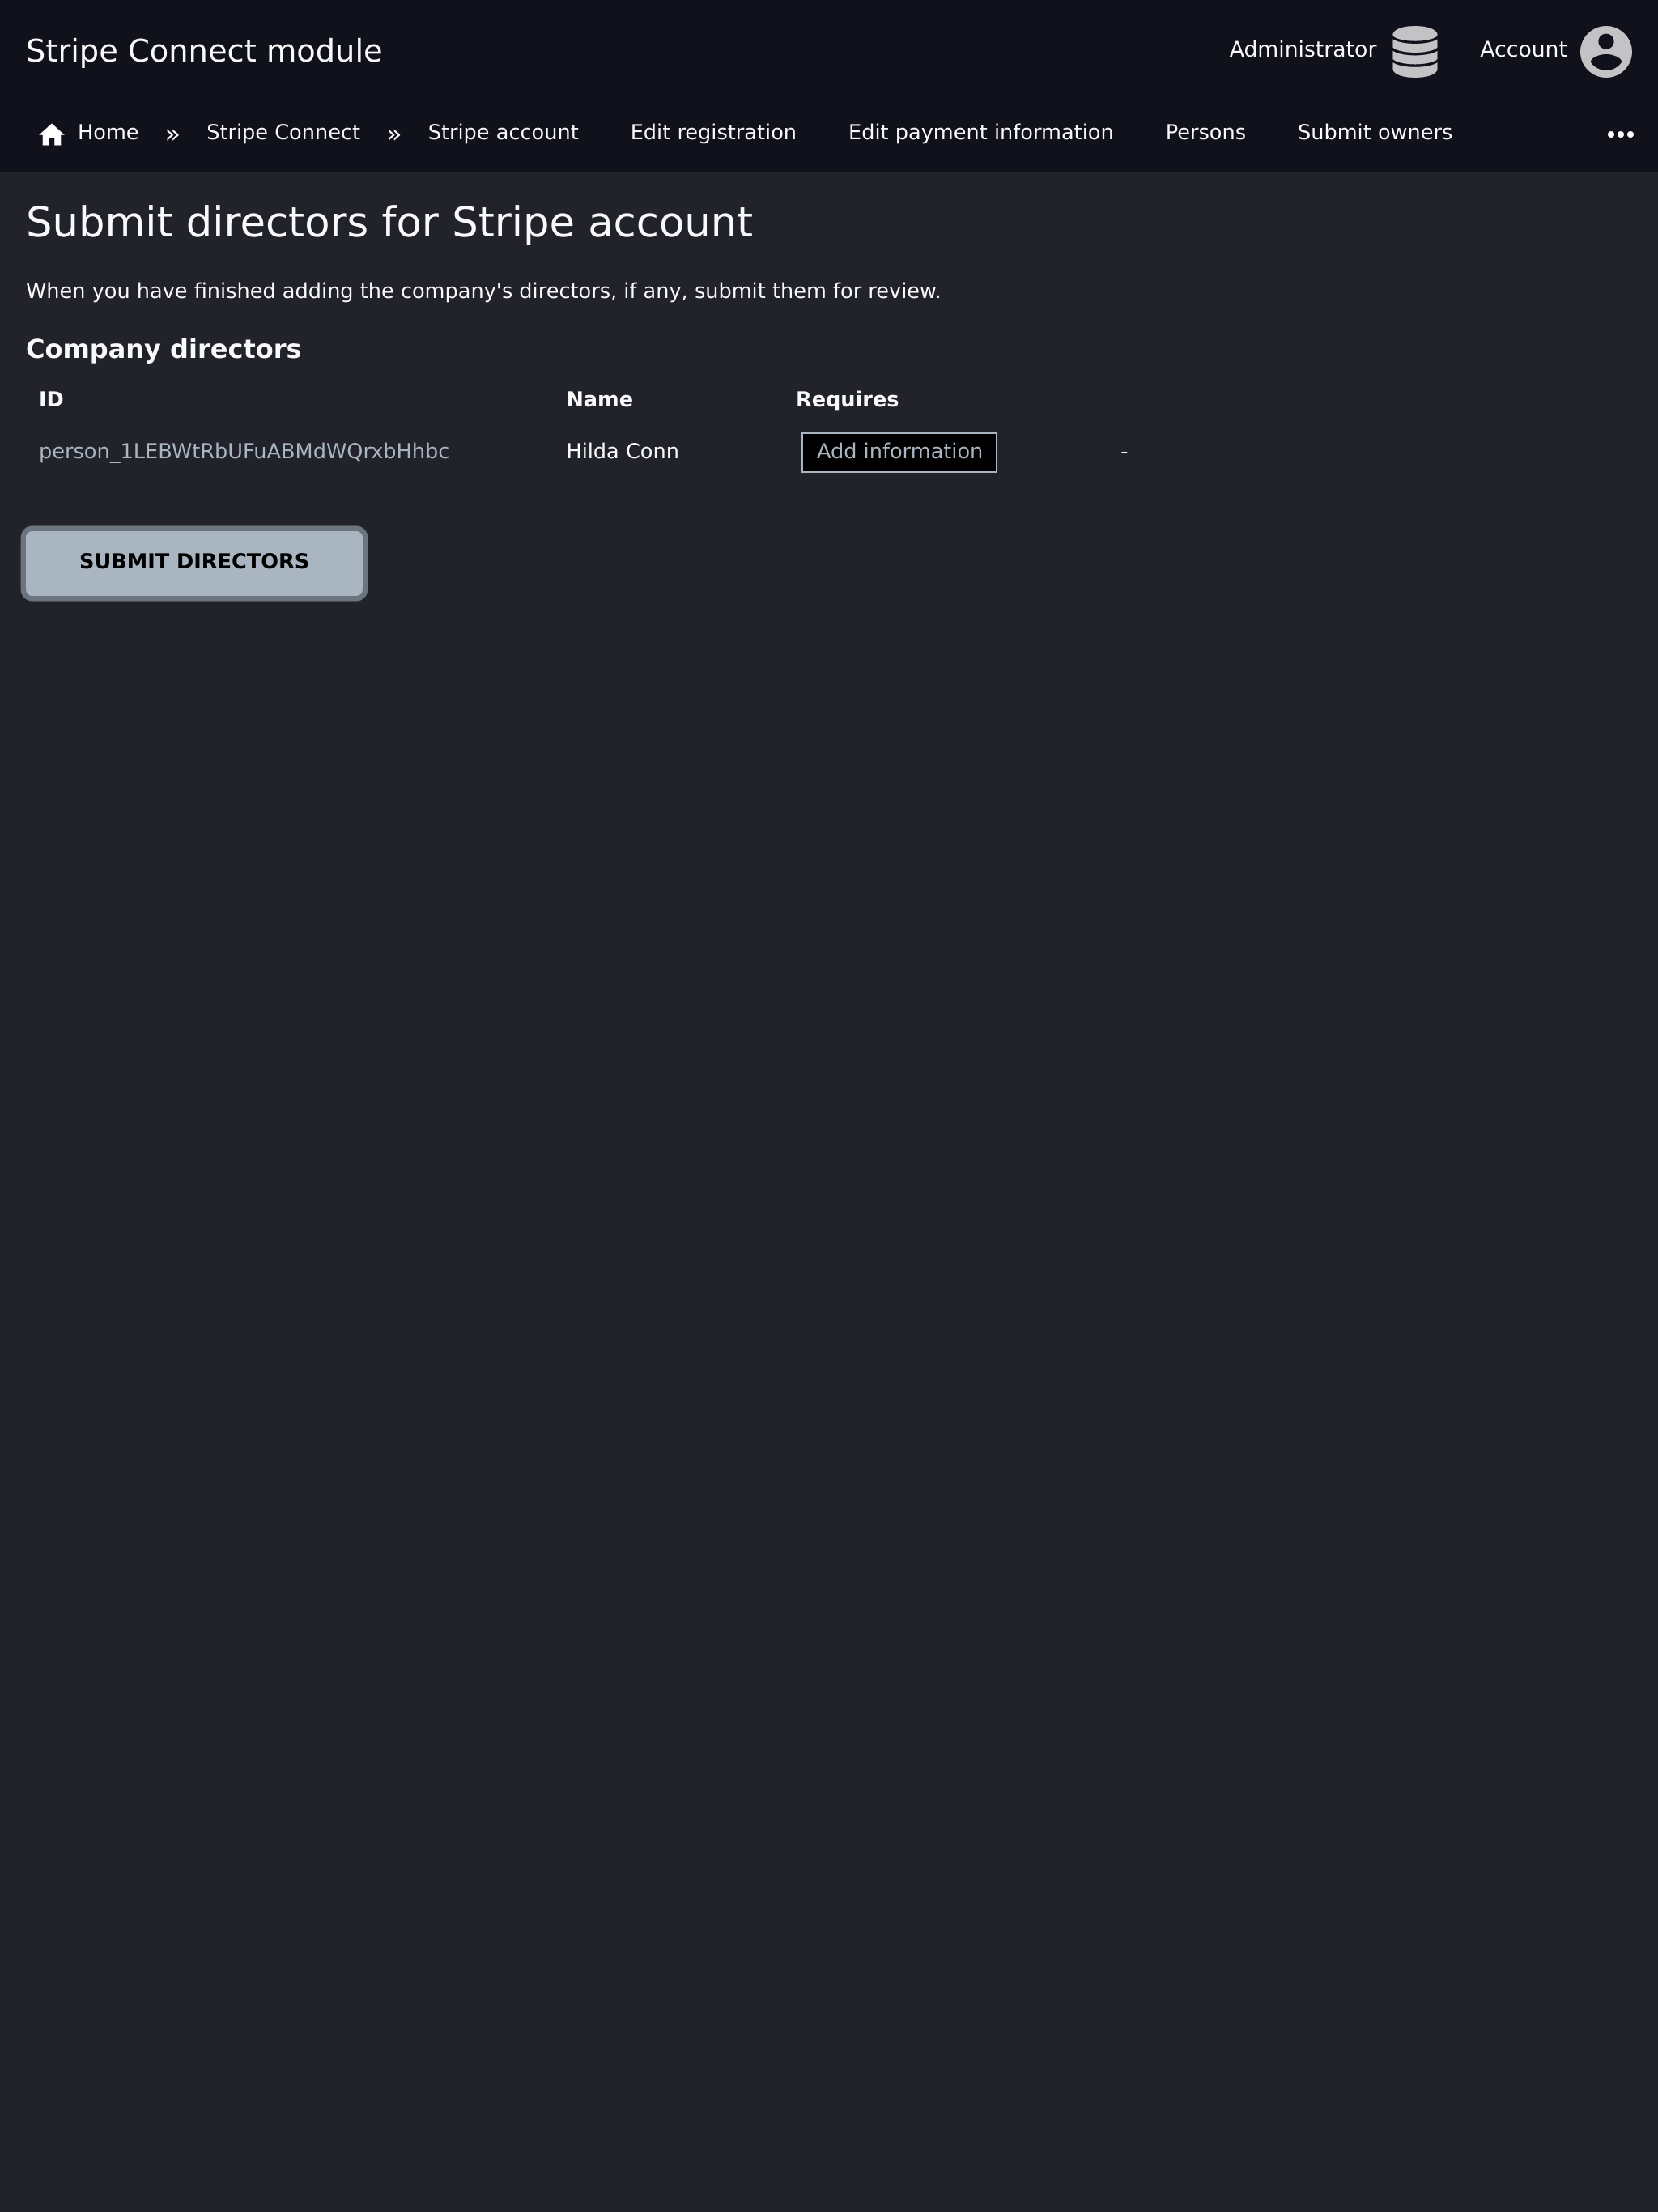 Stripe Connect module
Administrator
Account
Home » Stripe Connect » Stripe account Edit registration Edit payment information Persons Submit owners •••
Submit directors for Stripe account
When you have finished adding the company's directors, if any, submit them for review.
Company directors
ID Name Requires
person_1LEBWtRbUFuABMdWQrxbHhbc Hilda Conn Add information -
SUBMIT DIRECTORS